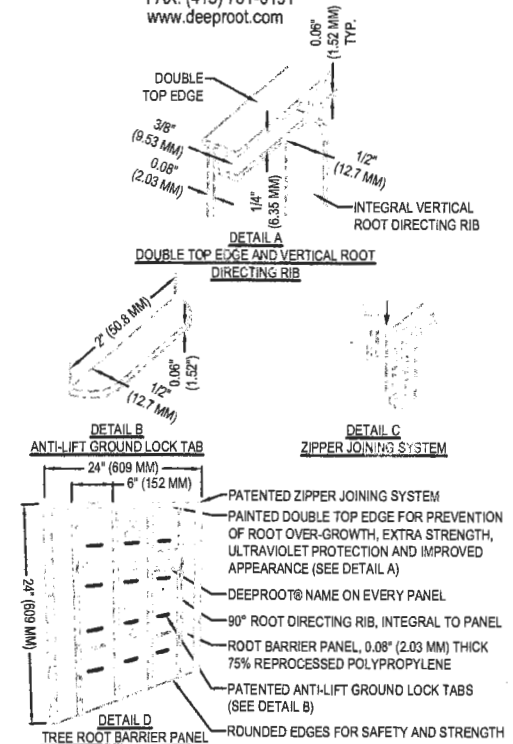 www.deeproot.com
0.06"
(1.52 MM)
TYP.
DOUBLE
TOP EDGE
3/8"
(9.53 MM)
0.08"
(2.03 MM)
1/4"
(6.35 MM)
1/2"
(12.7 MM)
INTEGRAL VERTICAL
ROOT DIRECTING RIB
DETAIL A
DOUBLE TOP EDGE AND VERTICAL ROOT
DIRECTING RIB
2" (50.8 MM)
0.06"
(1.52")
1/2"
(12.7 MM)
DETAIL B
ANTI-LIFT GROUND LOCK TAB
DETAIL C
ZIPPER JOINING SYSTEM
24" (609 MM)
6" (152 MM)
24" (609 MM)
PATENTED ZIPPER JOINING SYSTEM
PAINTED DOUBLE TOP EDGE FOR PREVENTION
OF ROOT OVER-GROWTH, EXTRA STRENGTH,
ULTRAVIOLET PROTECTION AND IMPROVED
APPEARANCE (SEE DETAIL A)
DEEPROOT® NAME ON EVERY PANEL
90° ROOT DIRECTING RIB, INTEGRAL TO PANEL
ROOT BARRIER PANEL, 0.08" (2.03 MM) THICK
75% REPROCESSED POLYPROPYLENE
PATENTED ANTI-LIFT GROUND LOCK TABS
(SEE DETAIL B)
ROUNDED EDGES FOR SAFETY AND STRENGTH
DETAIL D
TREE ROOT BARRIER PANEL